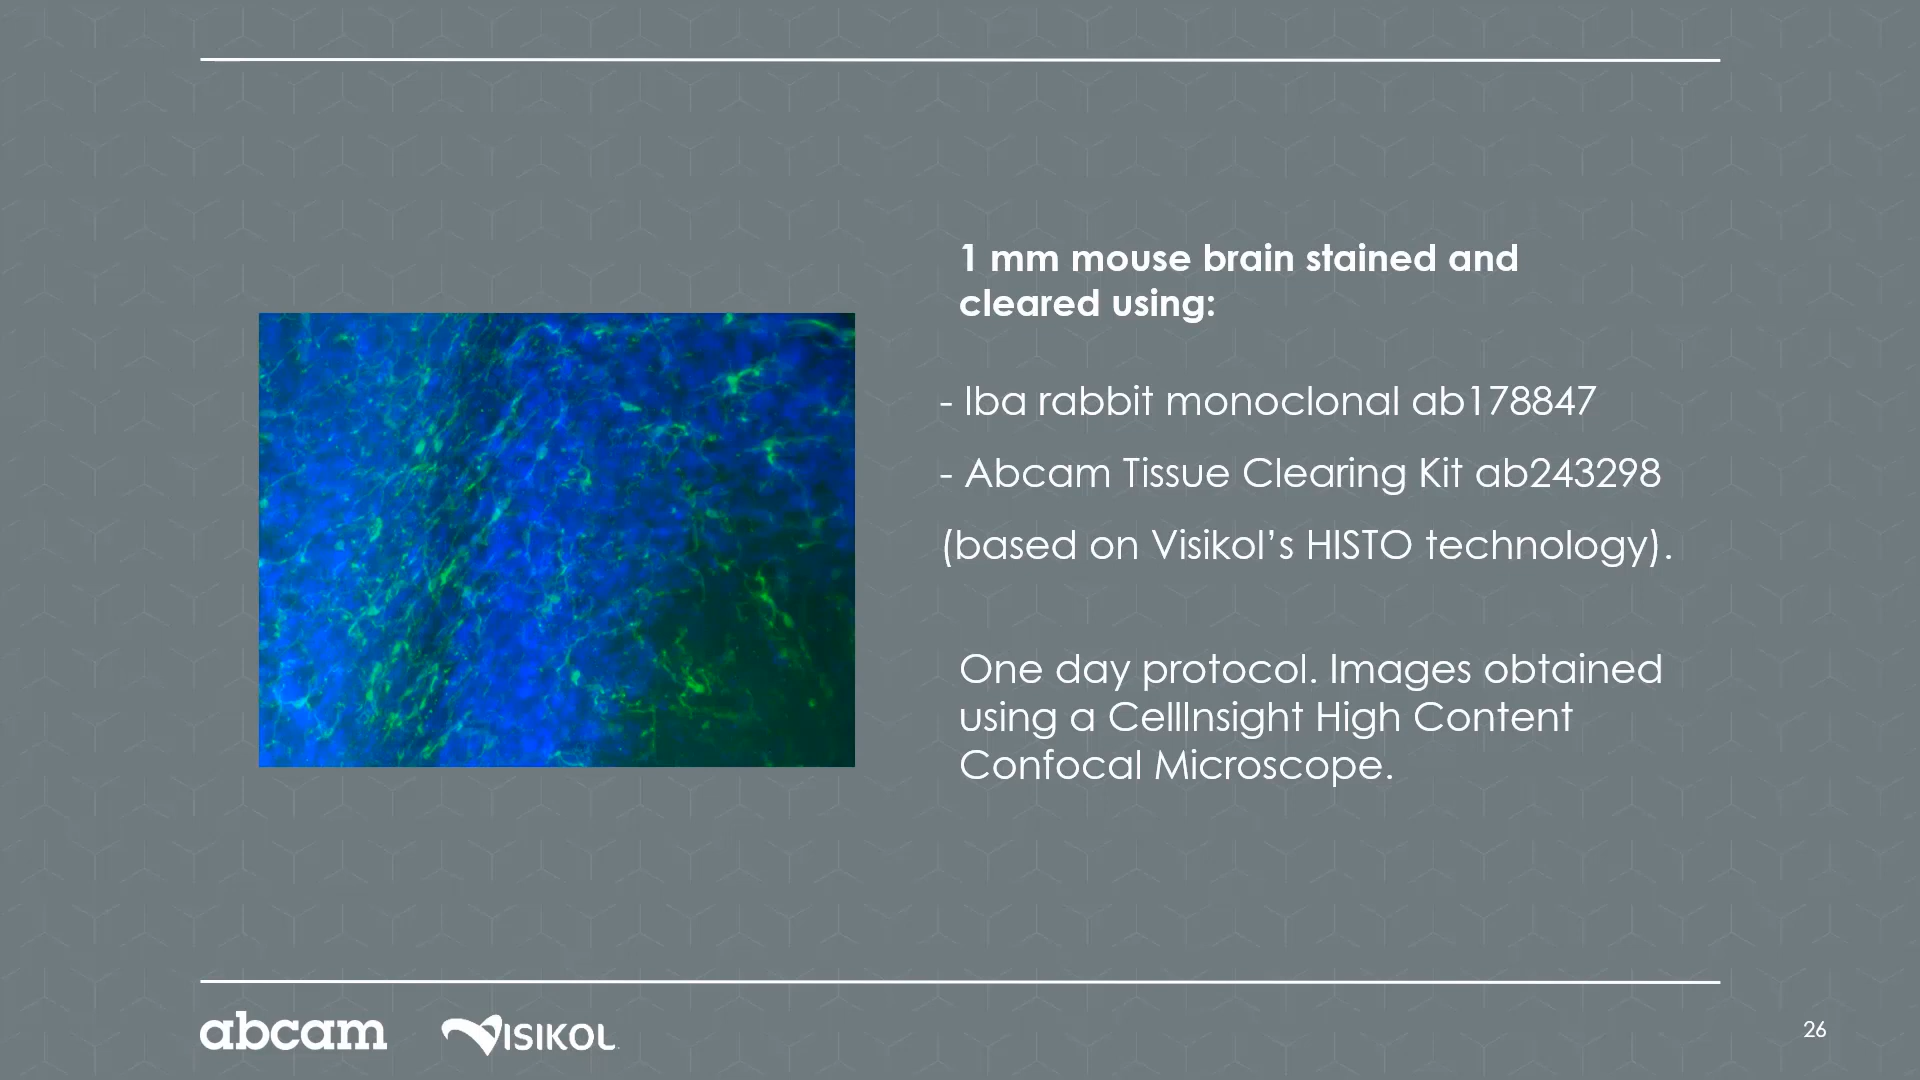 1 mm mouse brain stained and
cleared using:
- Iba rabbit monoclonal ab178847
- Abcam Tissue Clearing Kit ab243298
(based on Visikol’s HISTO technology).
One day protocol. Images obtained
using a CellInsight High Content
Confocal Microscope.
abcam
VISIKOL
26